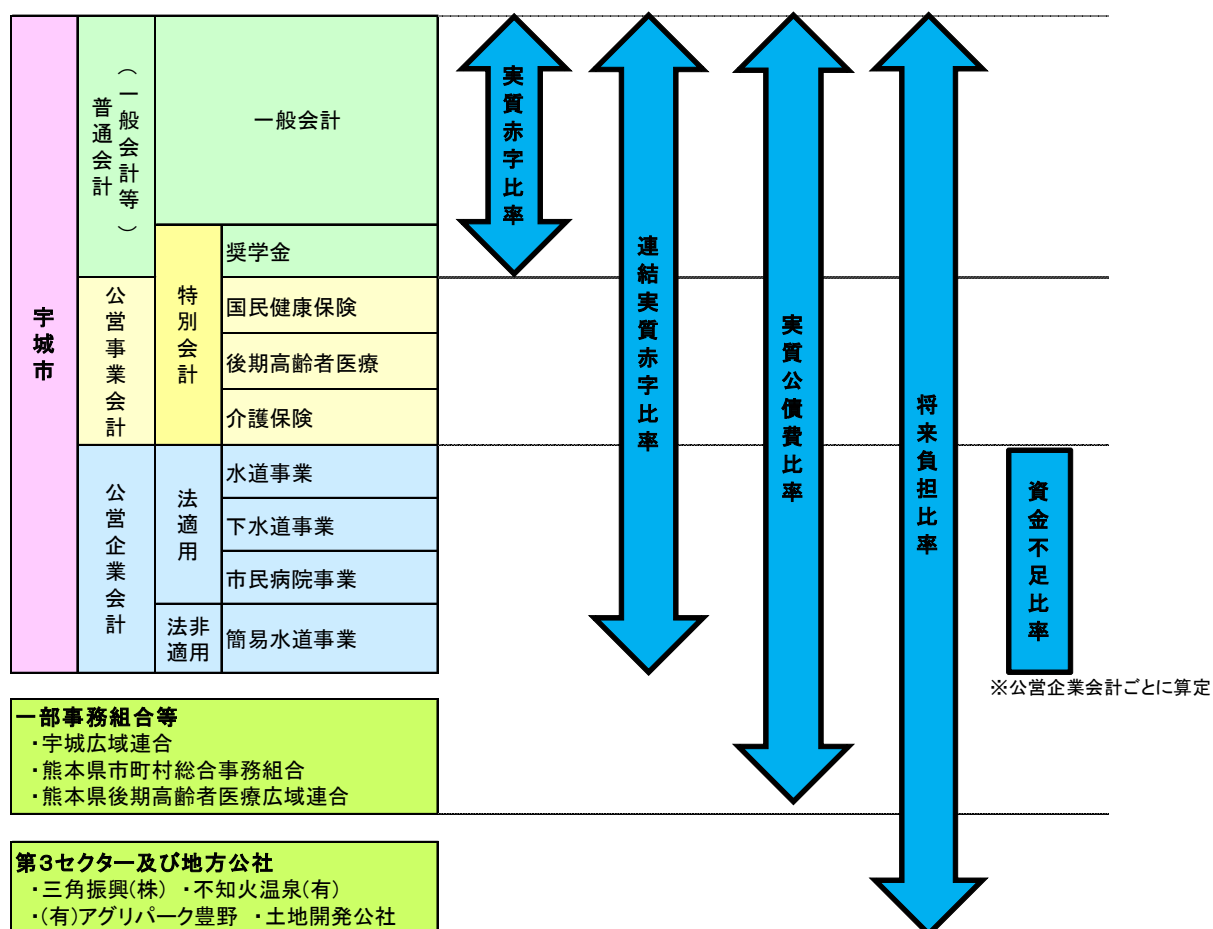 宇城市
普通会計
（一般会計等）
一般会計
特別会計
奨学金
公営事業会計
国民健康保険
後期高齢者医療
介護保険
公営企業会計
法適用
水道事業
下水道事業
市民病院事業
法非
適用
簡易水道事業
実質赤字比率
連結実質赤字比率
実質公債費比率
将来負担比率
資金不足比率
※公営企業会計ごとに算定
一部事務組合等
・宇城広域連合
・熊本県市町村総合事務組合
・熊本県後期高齢者医療広域連合
第3セクター及び地方公社
・三角振興(株) ・不知火温泉(有)
・(有)アグリパーク豊野 ・土地開発公社